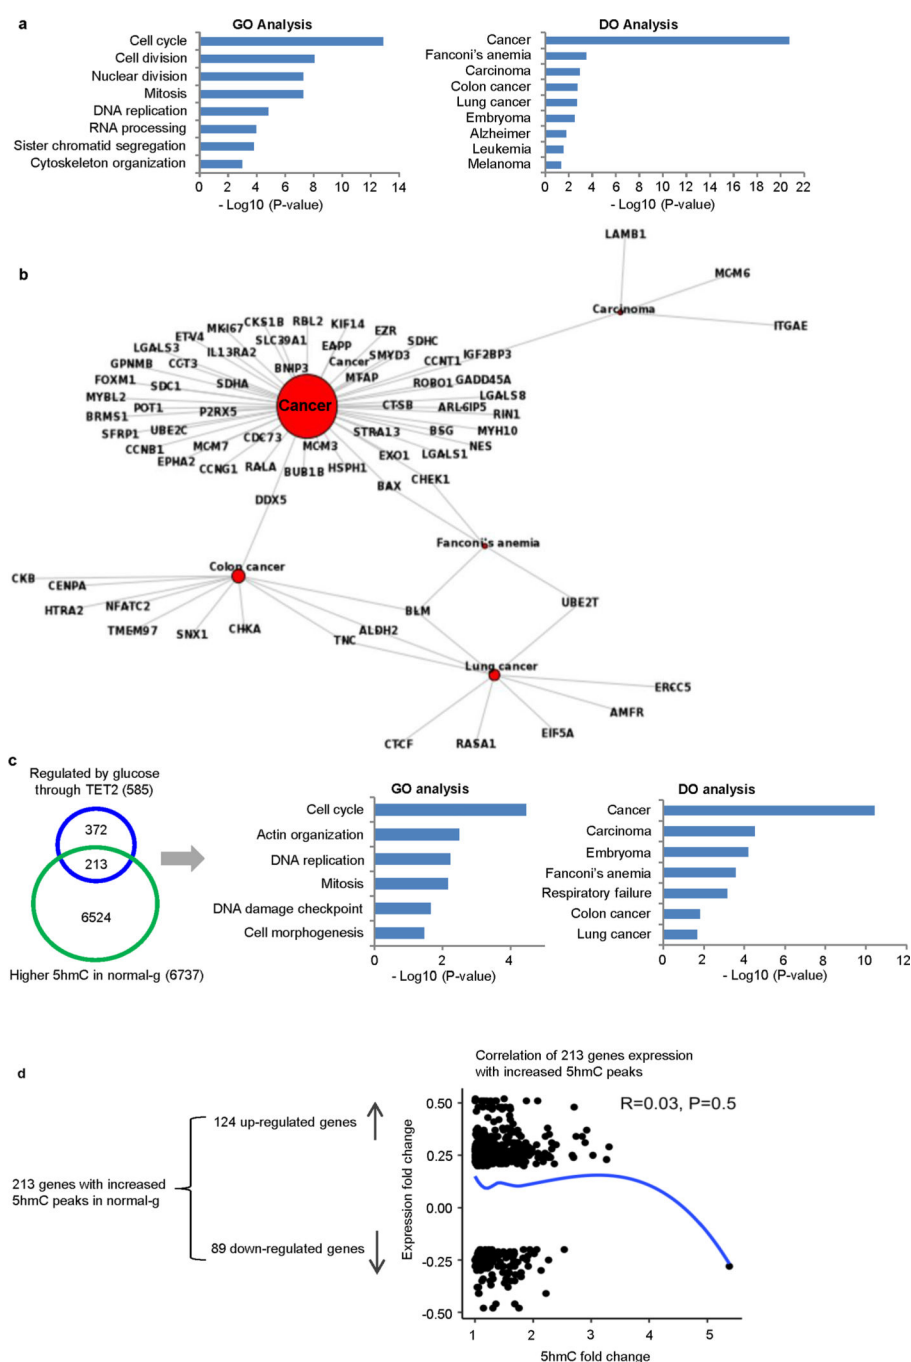 a
GO Analysis
Cell cycle
Cell division
Nuclear division
Mitosis
DNA replication
RNA processing
Sister chromatid segregation
Cytoskeleton organization
0 2 4 6 8 10 12 14
- Log10 (P-value)
DO Analysis
Cancer
Fanconi's anemia
Carcinoma
Colon cancer
Lung cancer
Embryoma
Alzheimer
Leukemia
Melanoma
0 2 4 6 8 10 12 14 16 18 20 22
- Log10 (P-value)
b
LAMB1
MCM6
Carcinoma
ITGAE
CKS1B RBL2 KIF14
MKI67 EZR
ETV4 SLC39A1 EAPP SDHC
LGALS3 IL13RA2 SMYD3 IGF2BP3
GPNMB CCT3 BNIP3 Cancer CCNT1
FOXM1 SDC1 SDHA MTAP ROBO1 GADD45A
MYBL2 LGALS8
BRMS1 POT1 P2RX5 Cancer CTSB ARL6IP5 RIN1
SFRP1 UBE2C STRA13 BSG MYH10
CCNB1 MCM7 CDC73 MCM3 NES
EPHA2 CCNG1 RALA BUB1B HSPH1 EXO1 LGALS1
BAX CHEK1
DDX5
Fanconi's anemia
Colon cancer
CKB CENPA
HTRA2 NFATC2 BLM UBE2T
TMEM97 SNX1 CHKA TNC ALDH2
Lung cancer
ERCC5
AMFR
EIF5A
CTCF RASA1
c
Regulated by glucose
through TET2 (585)
372
213
6524
Higher 5hmC in normal-g (6737)
GO analysis
Cell cycle
Actin organization
DNA replication
Mitosis
DNA damage checkpoint
Cell morphogenesis
0 2 4
- Log10 (P-value)
DO analysis
Cancer
Carcinoma
Embryoma
Fanconi's anemia
Respiratory failure
Colon cancer
Lung cancer
0 2 4 6 8 10 12
- Log10 (P-value)
d
213 genes with increased
5hmC peaks in normal-g
124 up-regulated genes
89 down-regulated genes
Correlation of 213 genes expression
with increased 5hmC peaks
R=0.03, P=0.5
Expression fold change
0.50
0.25
0.00
-0.25
-0.50
1 2 3 4 5
5hmC fold change